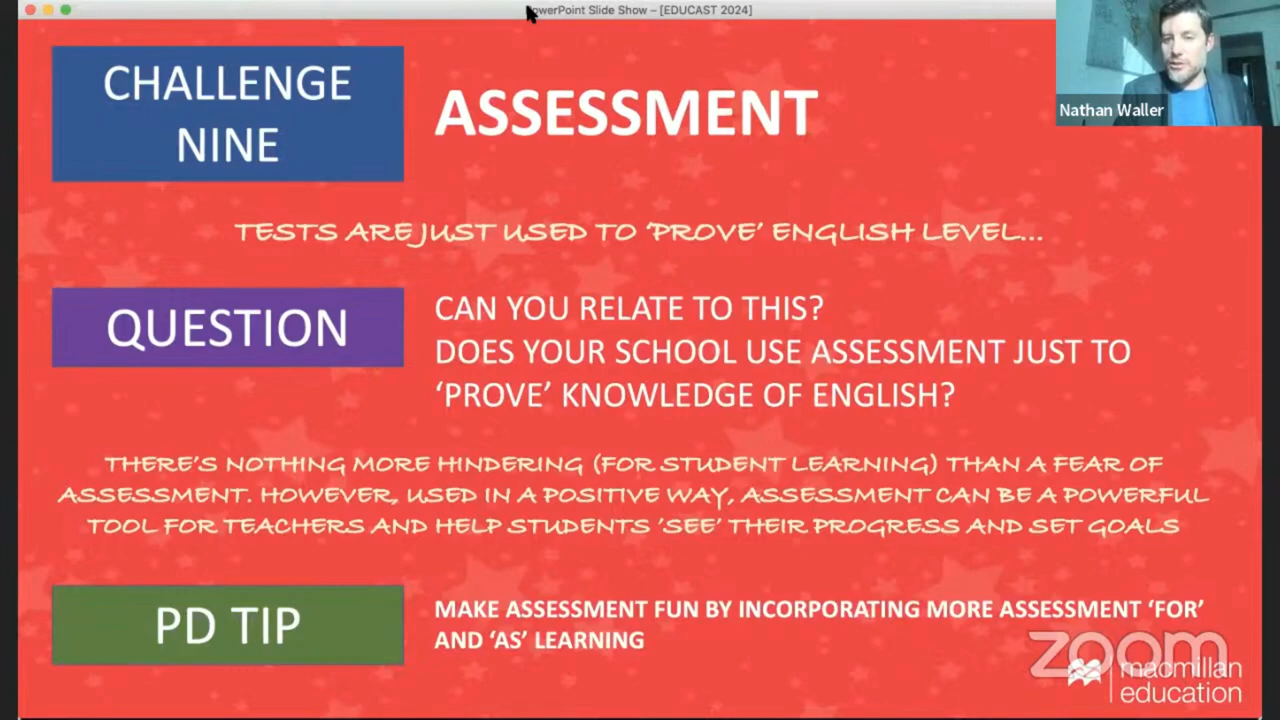 owerPoint Slide Show – [EDUCAST 2024]
CHALLENGE
NINE
ASSESSMENT
Nathan Waller
TESTS ARE JUST USED TO ‘PROVE’ ENGLISH LEVEL...
QUESTION
CAN YOU RELATE TO THIS?
DOES YOUR SCHOOL USE ASSESSMENT JUST TO
‘PROVE’ KNOWLEDGE OF ENGLISH?
THERE'S NOTHING MORE HINDERING (FOR STUDENT LEARNING) THAN A FEAR OF
ASSESSMENT. HOWEVER, USED IN A POSITIVE WAY, ASSESSMENT CAN BE A POWERFUL
TOOL FOR TEACHERS AND HELP STUDENTS 'SEE' THEIR PROGRESS AND SET GOALS
PD TIP
MAKE ASSESSMENT FUN BY INCORPORATING MORE ASSESSMENT ‘FOR’
AND ‘AS’ LEARNING
zoom
macmillan
education